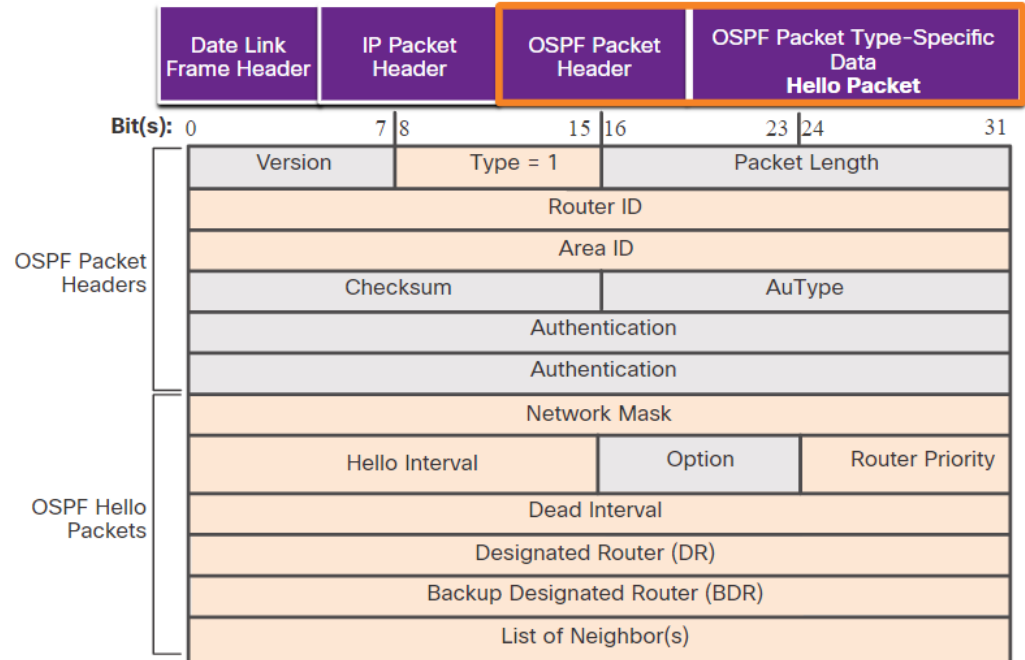 Date Link
Frame Header
IP Packet
Header
OSPF Packet
Header
OSPF Packet Type-Specific
Data
Hello Packet
Bit(s): 0 7 8 15 16 23 24 31
Version Type = 1 Packet Length
Router ID
Area ID
OSPF Packet
Headers
Checksum AuType
Authentication
Authentication
Network Mask
Hello Interval Option Router Priority
OSPF Hello
Packets
Dead Interval
Designated Router (DR)
Backup Designated Router (BDR)
List of Neighbor(s)